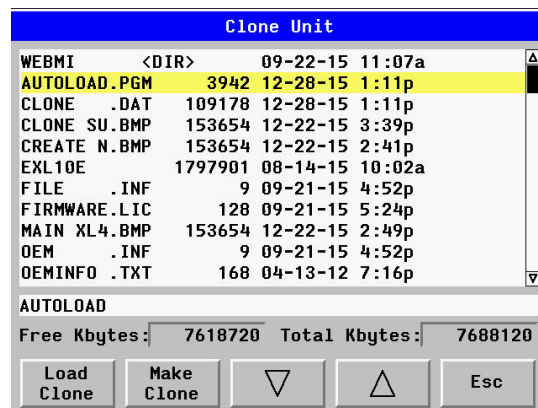 Clone Unit
WEBMI <DIR> 09-22-15 11:07a
AUTOLOAD.PGM 3942 12-28-15 1:11p
CLONE .DAT 109178 12-28-15 1:11p
CLONE SU.BMP 153654 12-22-15 3:39p
CREATE N.BMP 153654 12-22-15 2:41p
EXL10E 1797901 08-14-15 10:02a
FILE .INF 9 09-21-15 4:52p
FIRMWARE.LIC 128 09-21-15 5:24p
MAIN XL4.BMP 153654 12-22-15 2:49p
OEM .INF 9 09-21-15 4:52p
OEMINFO .TXT 168 04-13-12 7:16p
AUTOLOAD
Free Kbytes: 7618720 Total Kbytes: 7688120
Load Clone
Make Clone
Esc